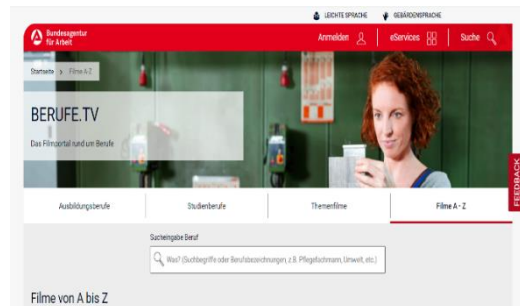 LEICHTE SPRACHE
GEBÄRDENSPRACHE
Bundesagentur
für Arbeit
Anmelden
eServices
Suche
Startseite > Filme A-Z
BERUFE.TV
Das Filmportal rund um Berufe
FEEDBACK
Ausbildungsberufe
Studienberufe
Themenfilme
Filme A - Z
Sucheingabe Beruf
Was? (Suchbegriffe oder Berufsbezeichnungen, z.B. Pflegefachmann, Umwelt, etc.)
Filme von A bis Z